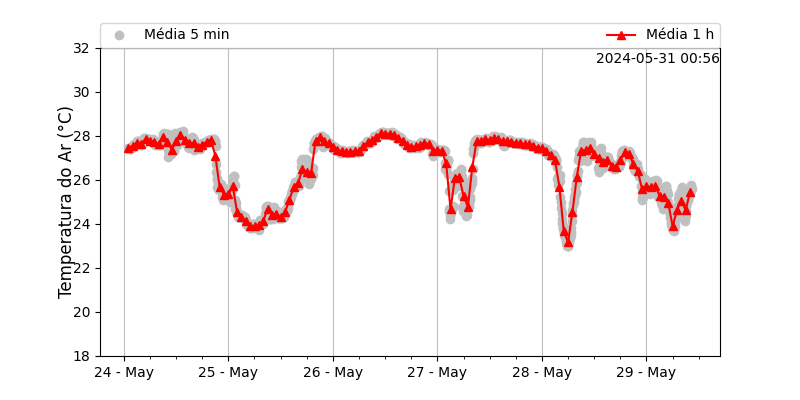 Média 5 min
Média 1 h
2024-05-31 00:56
Temperatura do Ar (°C)
32
30
28
26
24
22
20
18
24 - May
25 - May
26 - May
27 - May
28 - May
29 - May